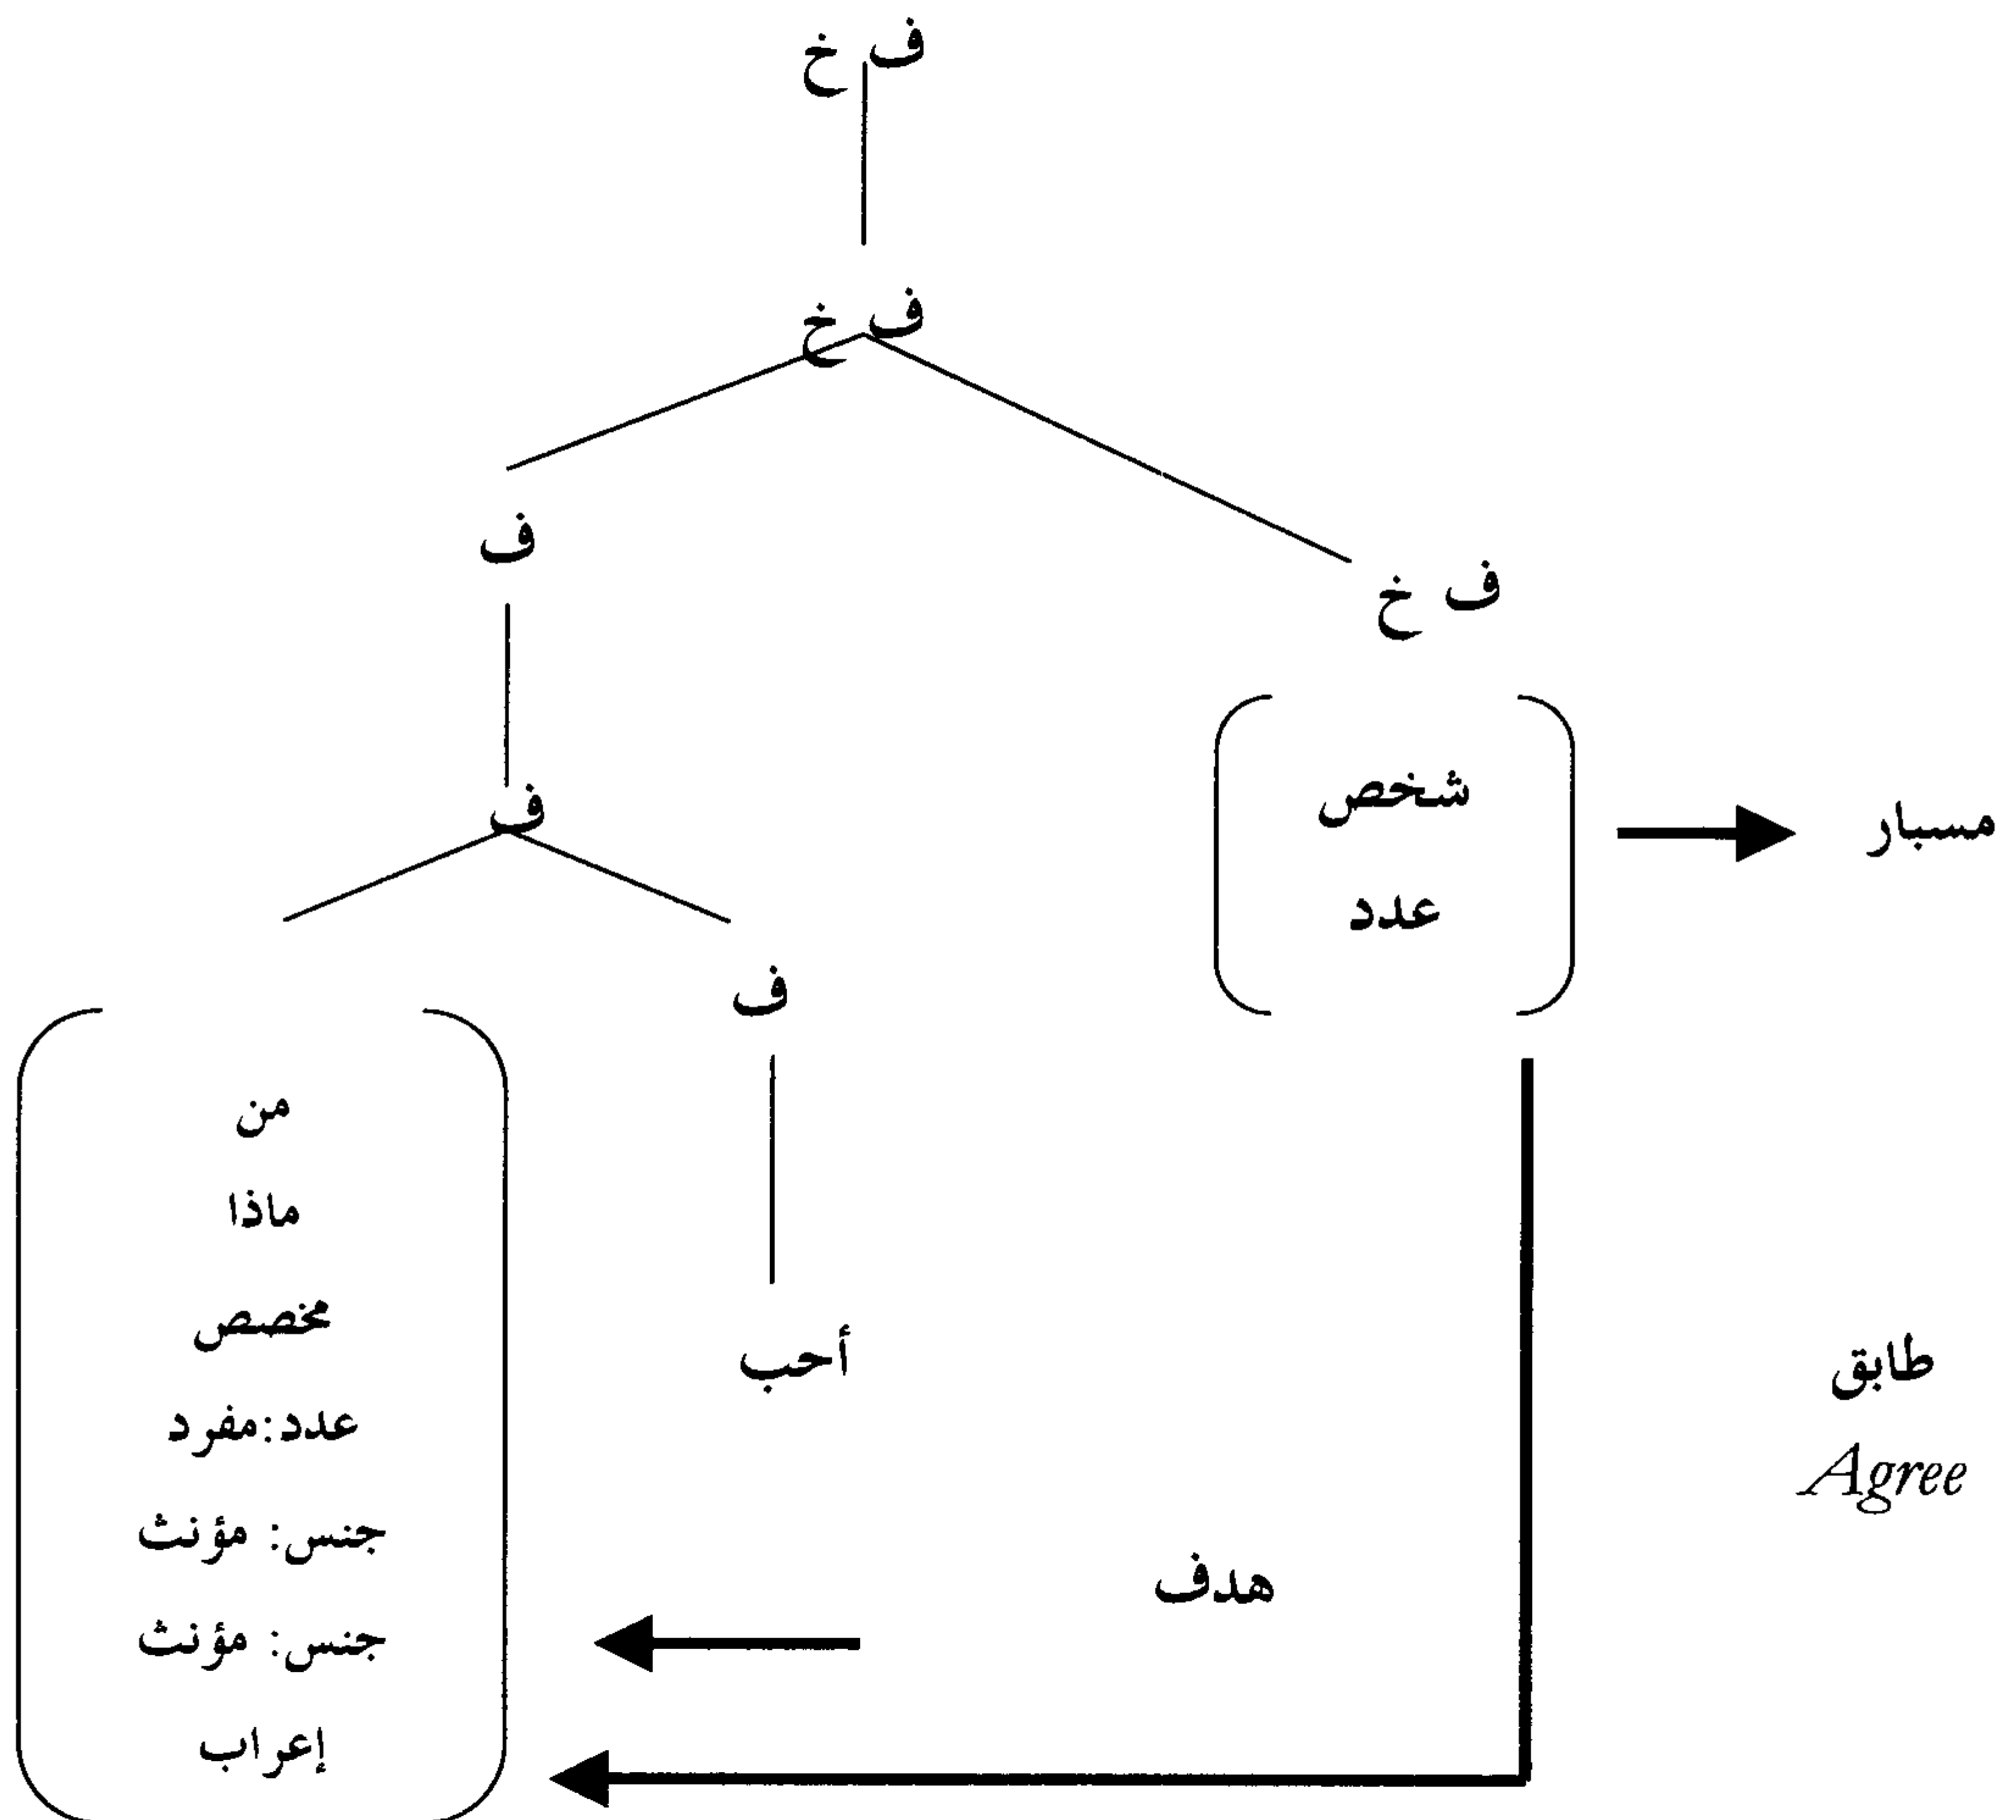 ف خ
ف خ
ف
ف خ
شخص
عدد
مسبار
ف
ف
أحب
من
ماذا
مخصص
عدد:مفرد
جنس: مؤنث
جنس: مؤنث
إعراب
هدف
طابق
Agree